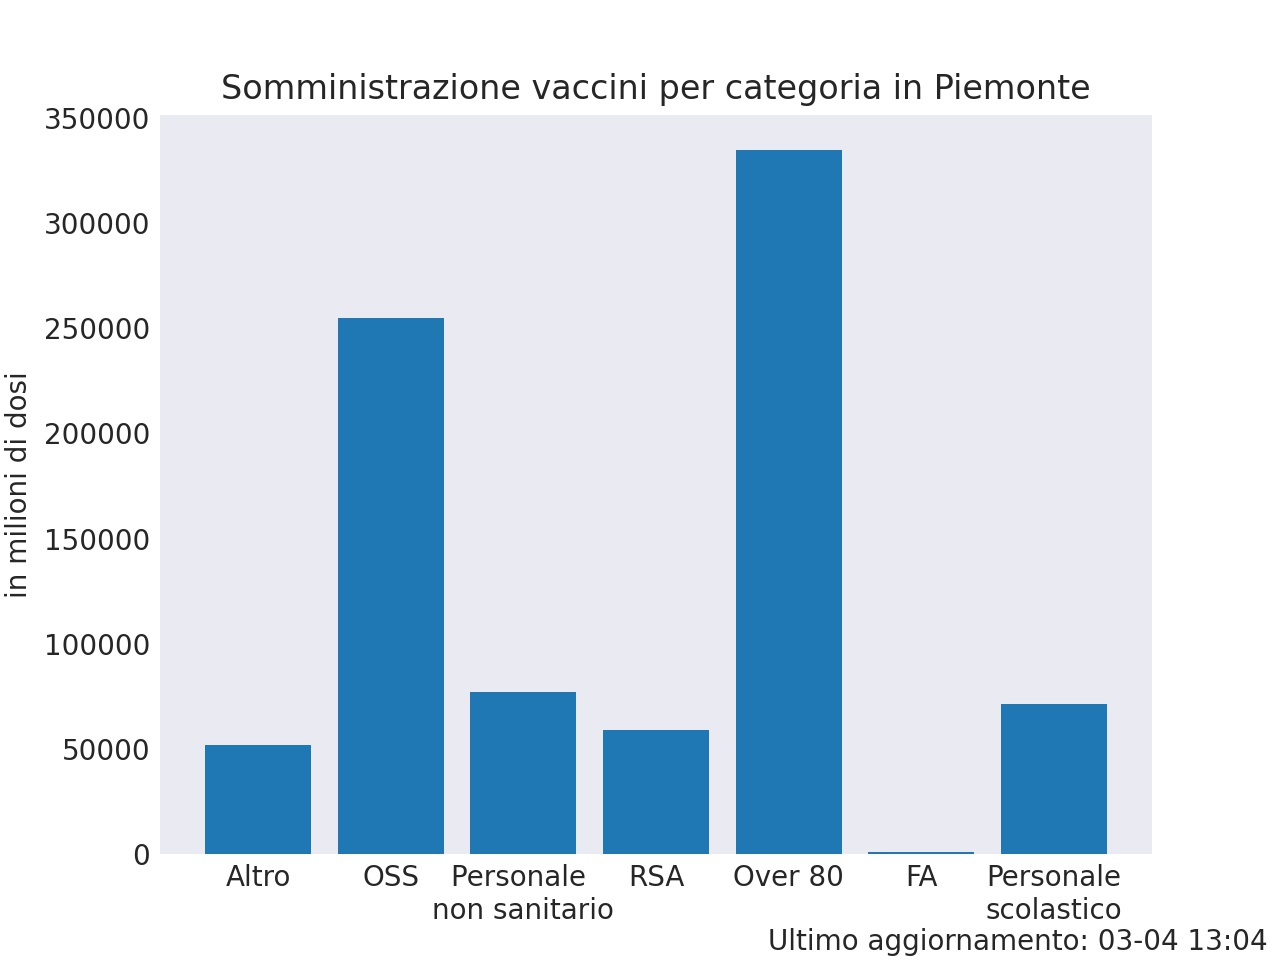 Somministrazione vaccini per categoria in Piemonte
350000
300000
250000
200000
150000
100000
50000
0
in milioni di dosi
Altro
OSS
Personale
non sanitario
RSA
Over 80
FA
Personale
scolastico
Ultimo aggiornamento: 03-04 13:04